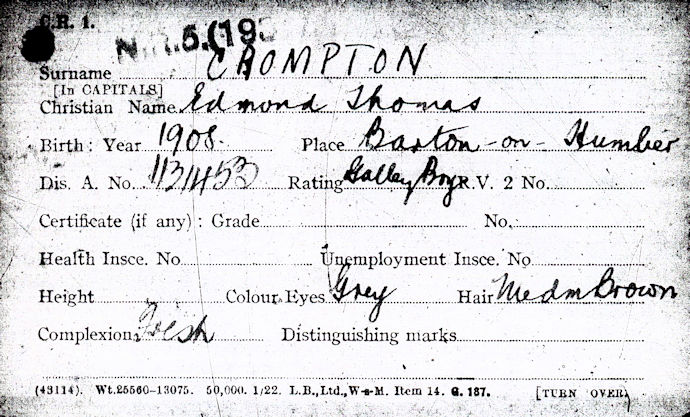 C.R. 1.
N.R.5.(193
Surname CROMPTON
[In CAPITALS]
Christian Name Edmond Thomas
Birth: Year 1908. Place Barton-on-Humber
Dis. A. No. 113453 Rating Galley Boy R.V. 2 No.
Certificate (if any): Grade No.
Health Insce. No Unemployment Insce. No
Height Colour Eyes Grey Hair Medm Brown
Complexion Fresh Distinguishing marks
(43114). Wt.25560-13075. 50,000. 1/22. L.B.,Ltd.,W-s-M. Item 14. G. 187. [TURN OVER.